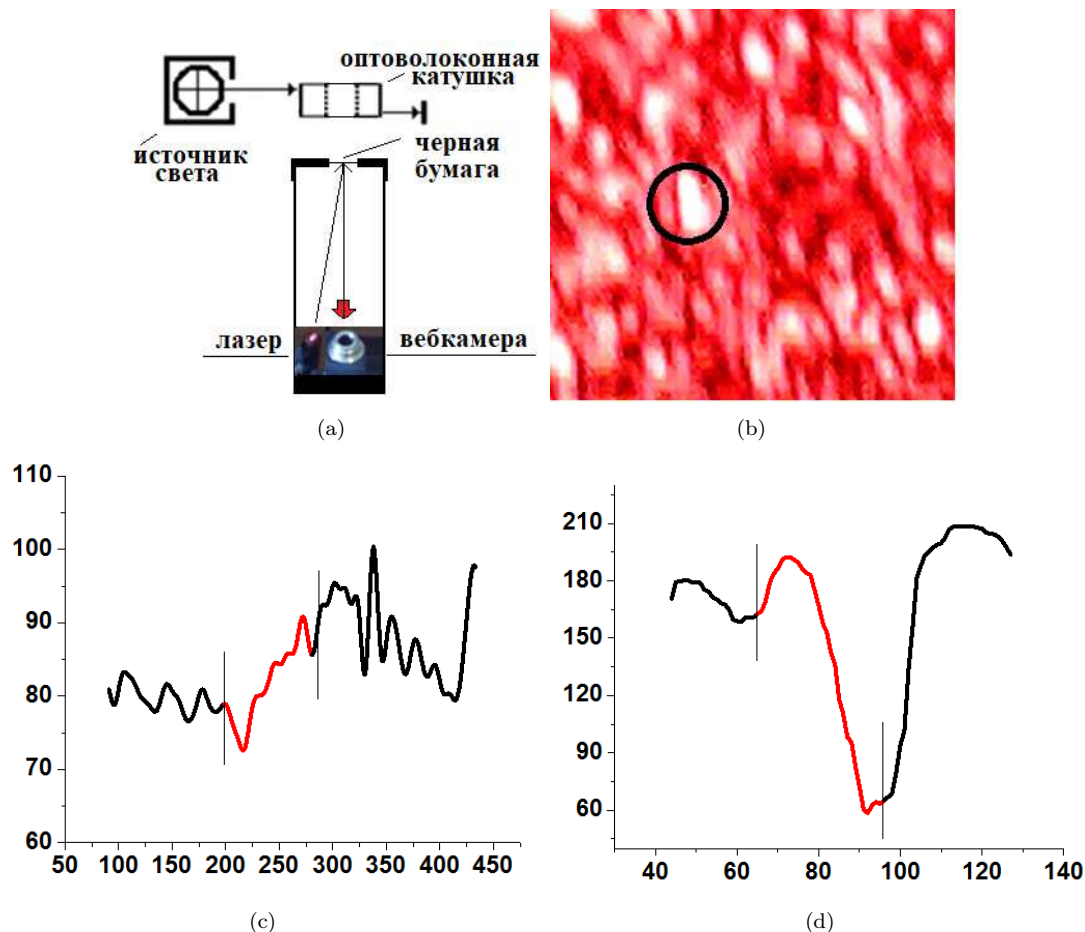 оптоволоконная
катушка
источник
света
черная
бумага
лазер
вебкамера
(a)
(b)
110
100
90
80
70
60
50 100 150 200 250 300 350 400 450
(c)
210
180
150
120
90
60
40 60 80 100 120 140
(d)